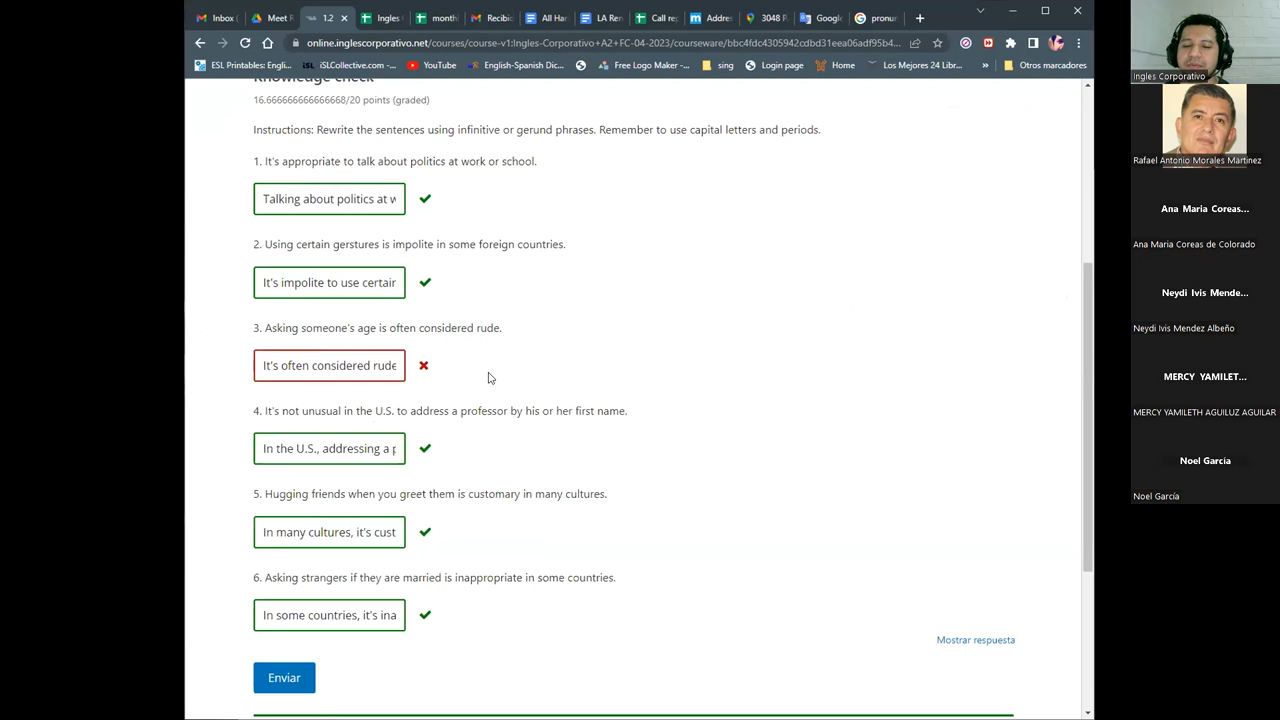 Inbox (
Meet R
1.2
Ingles
month
Recibi
All Har
LA Ren
Call re
Addre
3048 P
Google
pronu
online.inglescorporativo.net/courses/course-v1:Ingles-Corporativo+A2+FC-04-2023/courseware/bbc4fdc4305942cdbd31eea06adf95b4...
ESL Printables: Engli...
iSLCollective.com -...
YouTube
English-Spanish Dic...
Free Logo Maker -...
sing
Login page
Home
Los Mejores 24 Libr...
»
Otros marcadores
Knowledge check
16.666666666666668/20 points (graded)
Instructions: Rewrite the sentences using infinitive or gerund phrases. Remember to use capital letters and periods.
1. It's appropriate to talk about politics at work or school.
Talking about politics at w
2. Using certain gerstures is impolite in some foreign countries.
It's impolite to use certain
3. Asking someone's age is often considered rude.
It's often considered rude
4. It's not unusual in the U.S. to address a professor by his or her first name.
In the U.S., addressing a p
5. Hugging friends when you greet them is customary in many cultures.
In many cultures, it's cust
6. Asking strangers if they are married is inappropriate in some countries.
In some countries, it's ina
Mostrar respuesta
Enviar
Ingles Corporativo
Rafael Antonio Morales Martinez
Ana Maria Coreas...
Ana Maria Coreas de Colorado
Neydi Ivis Mende...
Neydi Ivis Mendez Albeño
MERCY YAMILET...
MERCY YAMILETH AGUILUZ AGUILAR
Noel Garcia
Noel García